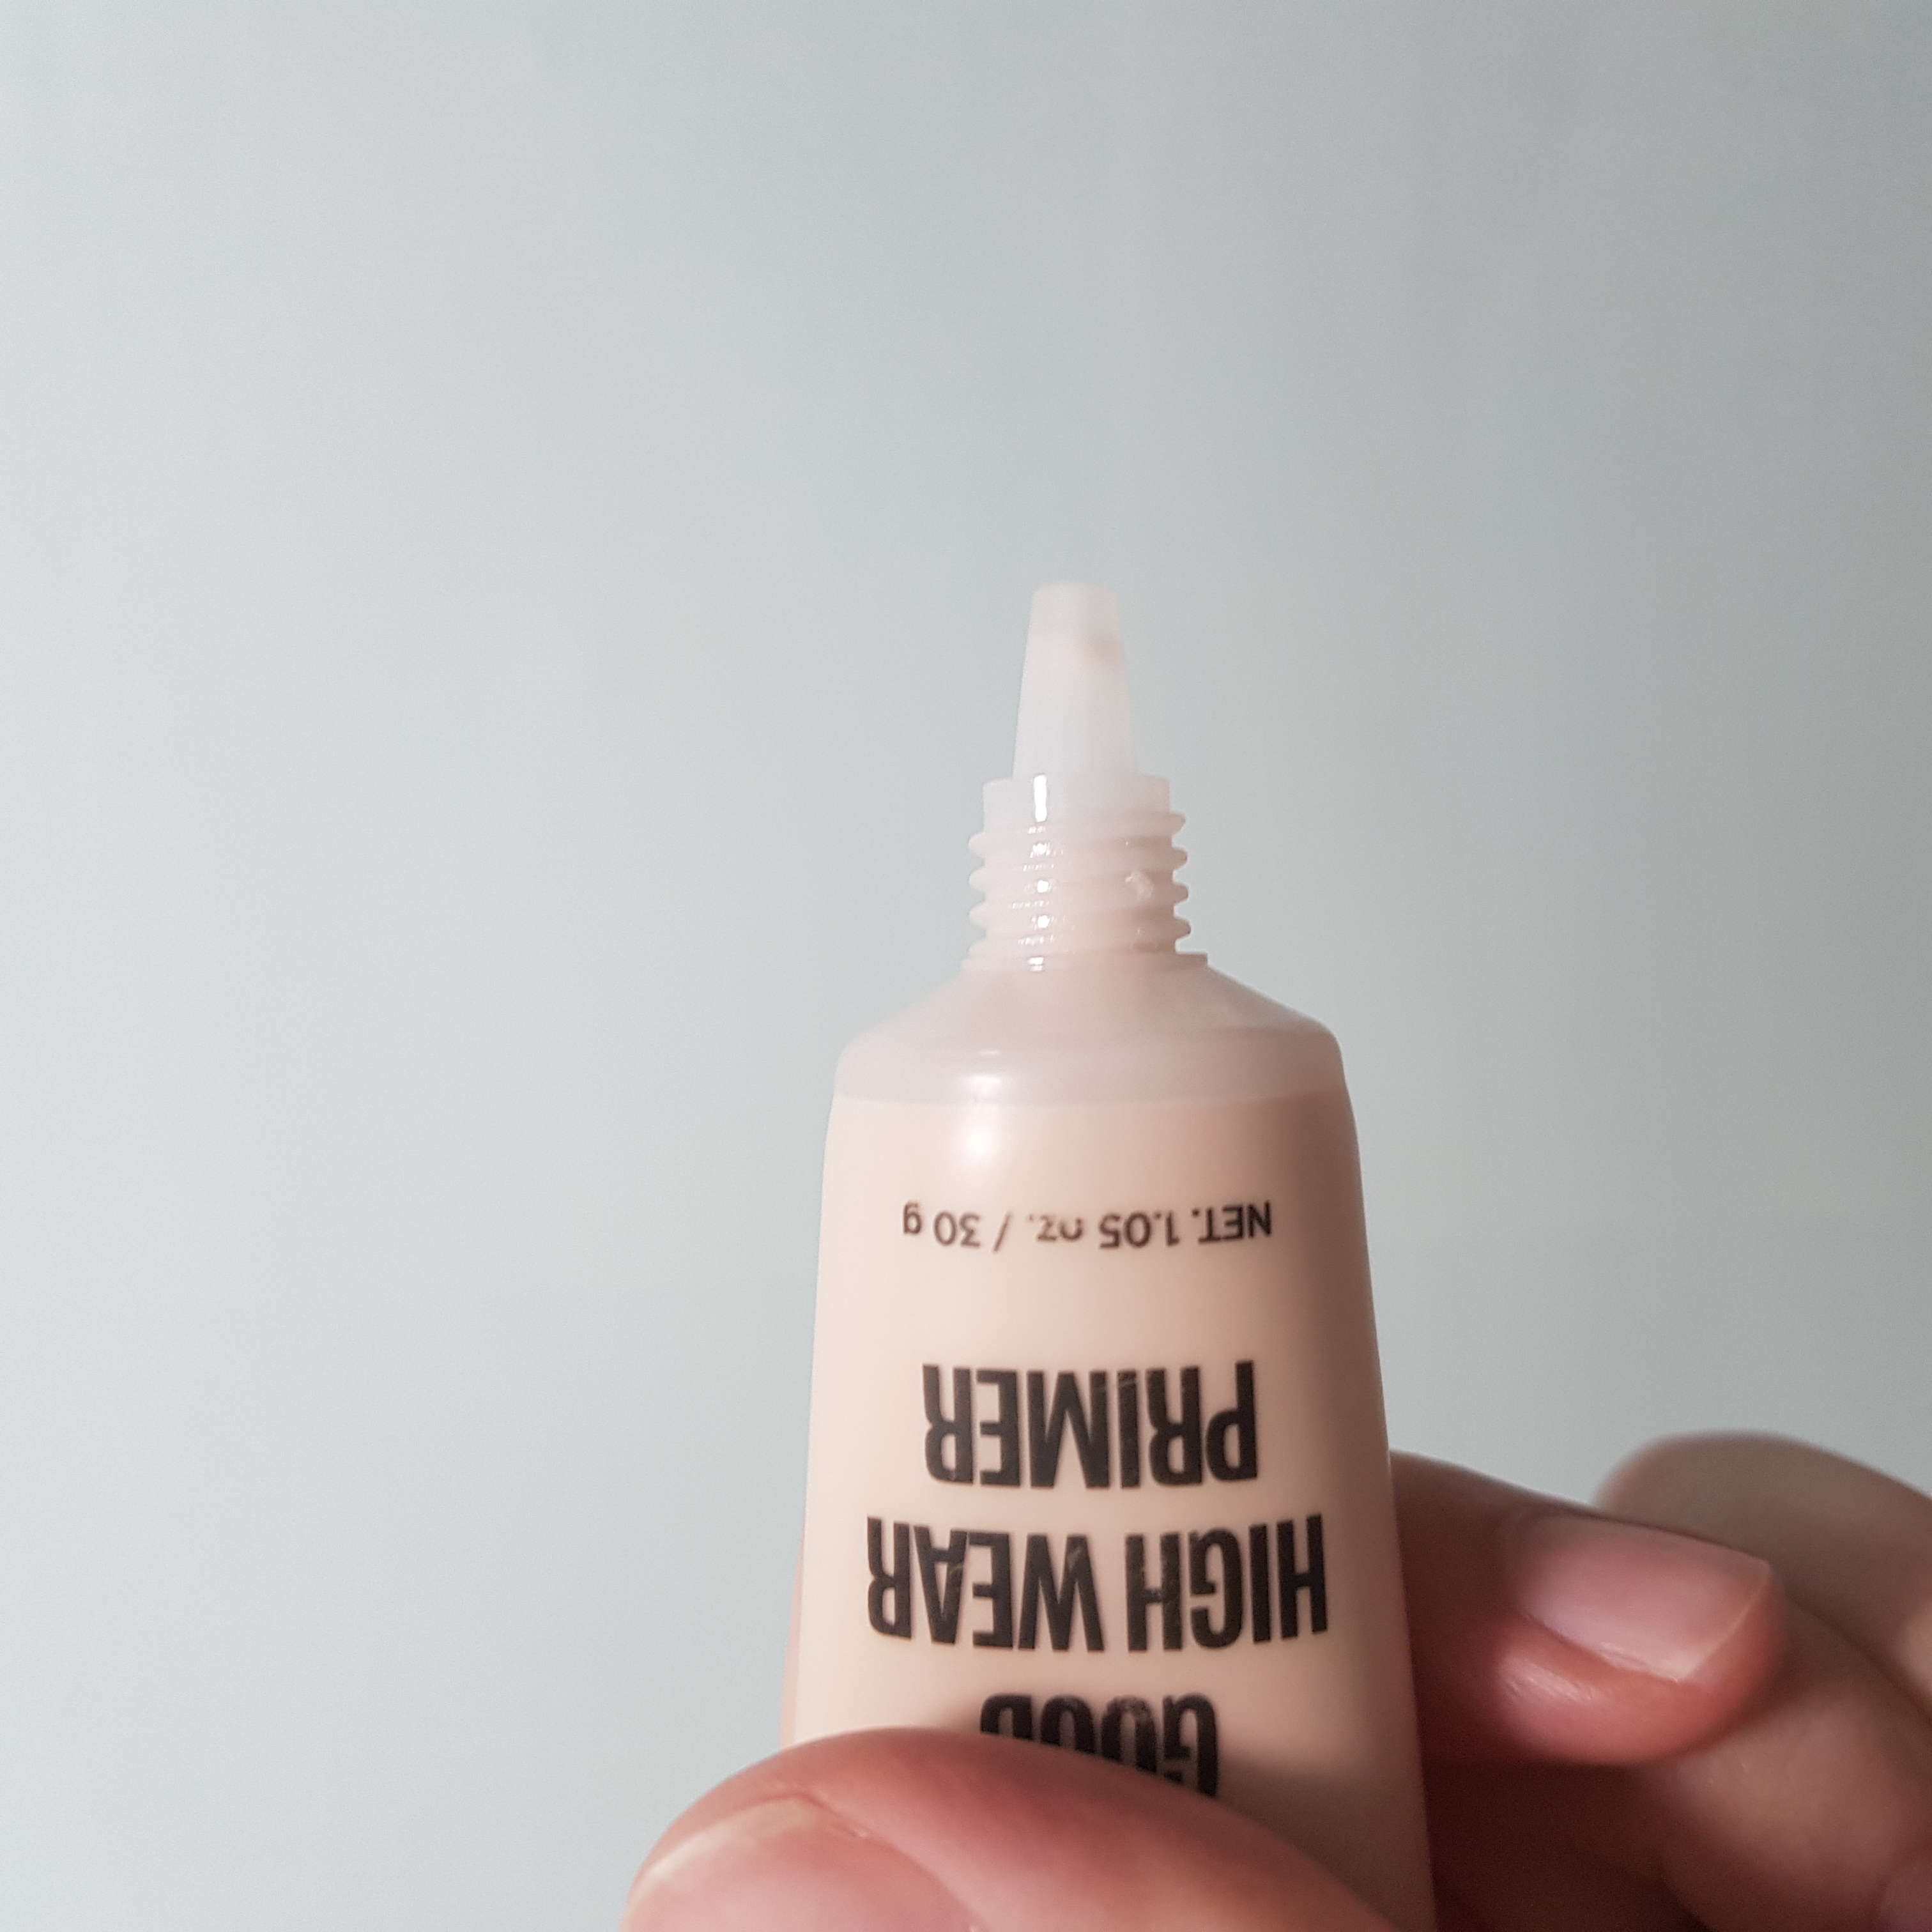 GOOD
HIGH WEAR
PRIMER
NET. 1.05 oz. / 30 g